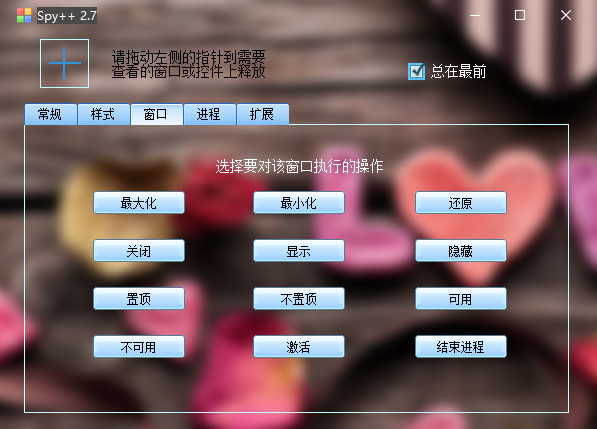 Spy++ 2.7
请拖动左侧的指针到需要
查看的窗口或控件上释放
总在最前
常规 样式 窗口 进程 扩展
选择要对该窗口执行的操作
最大化 最小化 还原
关闭 显示 隐藏
置顶 不置顶 可用
不可用 激活 结束进程